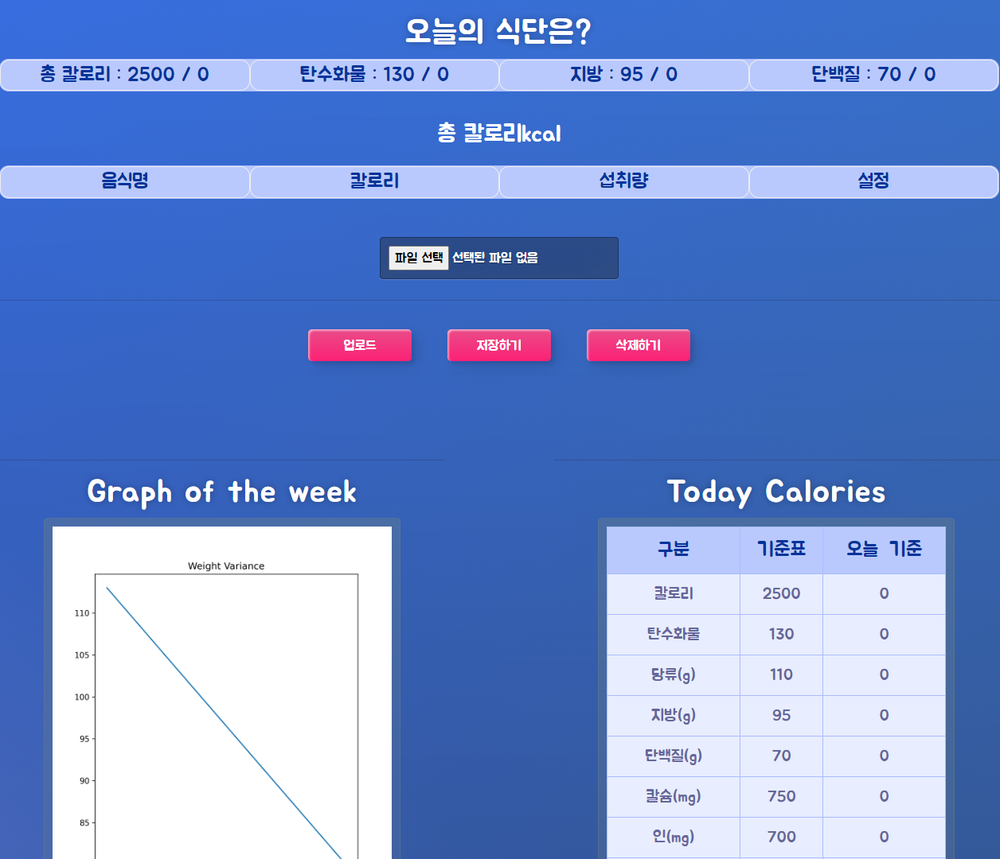 오늘의 식단은?
총 칼로리 : 2500 / 0 탄수화물 : 130 / 0 지방 : 95 / 0 단백질 : 70 / 0
총 칼로리kcal
음식명 칼로리 섭취량 설정
파일 선택 선택된 파일 없음
업로드 저장하기 삭제하기
Graph of the week
Weight Variance
110
105
100
95
90
85
Today Calories
구분 기준표 오늘 기준
칼로리 2500 0
탄수화물 130 0
당류(g) 110 0
지방(g) 95 0
단백질(g) 70 0
칼슘(mg) 750 0
인(mg) 700 0